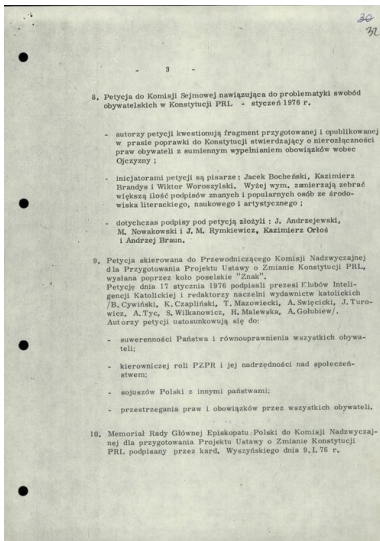 30
32
- 3 -
8. Petycja do Komisji Sejmowej nawiązująca do problematyki swobód
obywatelskich w Konstytucji PRL - styczeń 1976 r.
- autorzy petycji kwestionują fragment przygotowanej i opublikowanej
w prasie poprawki do Konstytucji stwierdzający o nierozłączności
praw obywateli z sumiennym wypełnianiem obowiązków wobec
Ojczyzny ;
- inicjatorami petycji są pisarze : Jacek Bocheński, Kazimierz
Brandys i Wiktor Woroszylski. Wyżej wym. zamierzają zebrać
większą ilość podpisów znanych i popularnych osób ze środo-
wiska literackiego, naukowego i artystycznego ;
- dotychczas podpisy pod petycją złożyli : J. Andrzejewski,
M. Nowakowski i J. M. Rymkiewicz, Kazimierz Orłoś
i Andrzej Braun.
9. Petycja skierowana do Przewodniczącego Komisji Nadzwyczajnej
dla Przygotowania Projektu Ustawy o Zmianie Konstytucji PRL,
wysłana poprzez koło poselskie "Znak".
Petycję dnia 17 stycznia 1976 podpisali prezesi Klubów Inteli-
gencji Katolickiej i redaktorzy naczelni wydawnictw katolickich
/B. Cywiński, K. Czapliński, T. Mazowiecki, A. Święcicki, J. Turo-
wicz, A. Tyc, S. Wilkanowicz, H. Malewska, A. Gołubiew/.
Autorzy petycji ustosunkowują się do:
- suwerenności Państwa i równouprawnienia wszystkich obywa-
teli;
- kierowniczej roli PZPR i jej nadrzędności nad społeczeń-
stwem;
- sojuszów Polski z innymi państwami;
- przestrzegania praw i obowiązków przez wszystkich obywateli.
10. Memoriał Rady Głównej Episkopatu Polski do Komisji Nadzwyczaj-
nej dla przygotowania Projektu Ustawy o Zmianie Konstytucji
PRL podpisany przez kard. Wyszyńskiego dnia 9. I. 76 r.